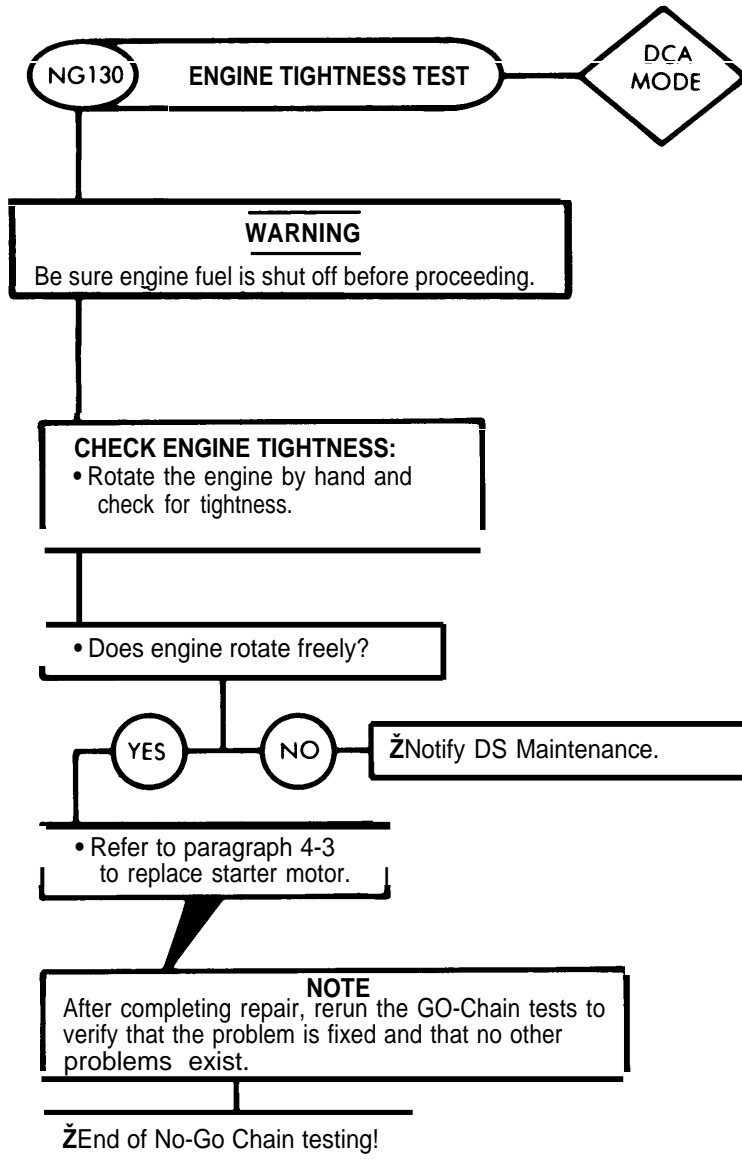 NG130
ENGINE TIGHTNESS TEST
DCA
MODE
WARNING
Be sure engine fuel is shut off before proceeding.
CHECK ENGINE TIGHTNESS:
• Rotate the engine by hand and
check for tightness.
• Does engine rotate freely?
YES
NO
ŽNotify DS Maintenance.
• Refer to paragraph 4-3
to replace starter motor.
NOTE
After completing repair, rerun the GO-Chain tests to
verify that the problem is fixed and that no other
problems exist.
ŽEnd of No-Go Chain testing!